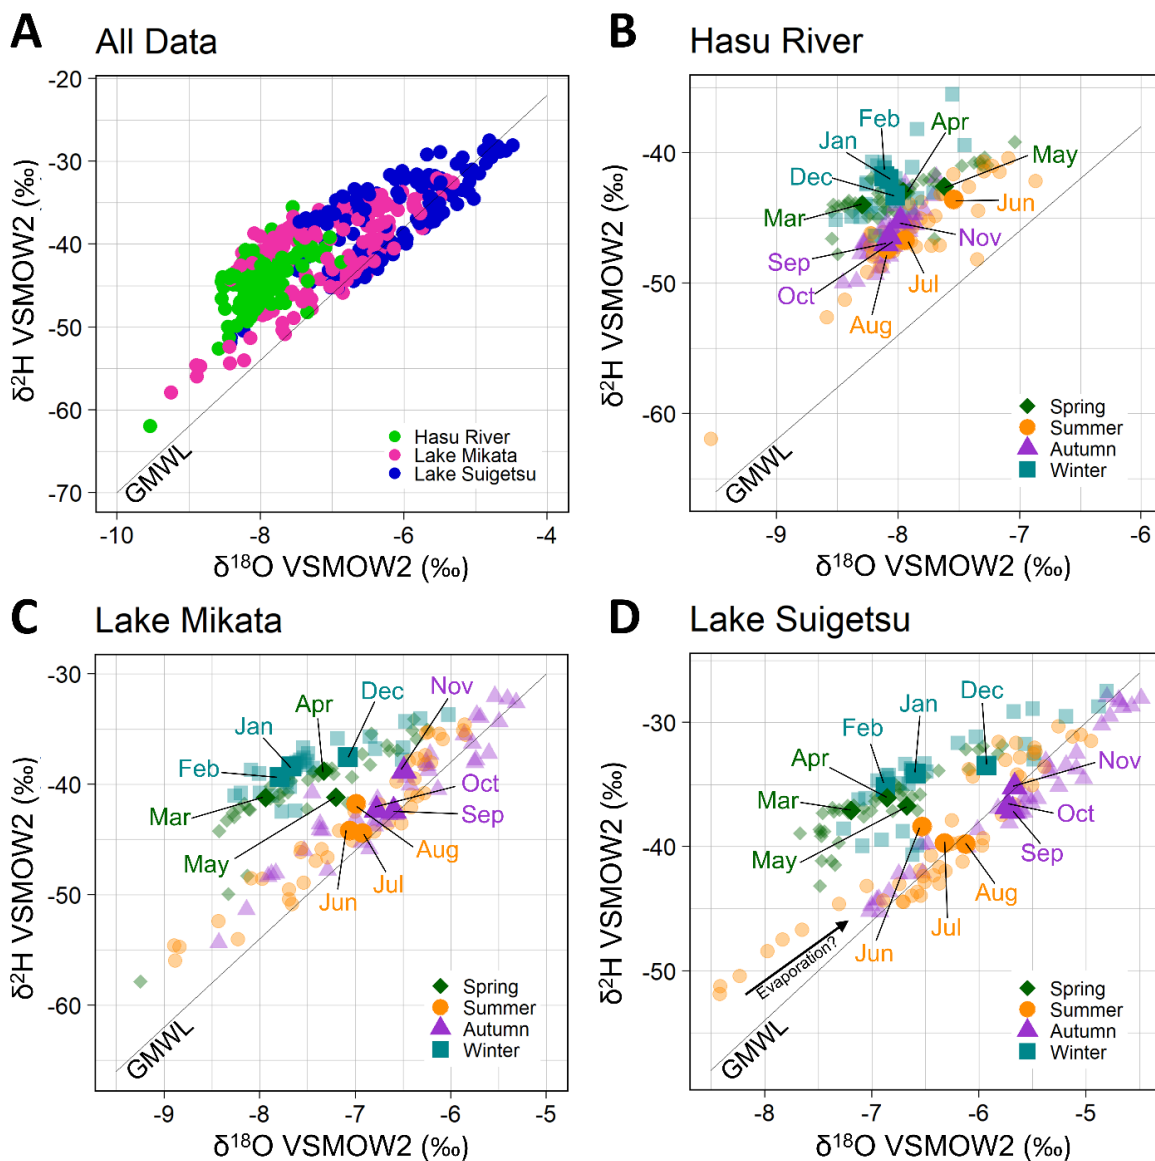 A
All Data
-20
-30
-40
-50
-60
-70
δ²H VSMOW2 (‰)
GMWL
Hasu River
Lake Mikata
Lake Suigetsu
-10
-8
-6
-4
δ¹⁸O VSMOW2 (‰)
B
Hasu River
-40
-50
-60
δ²H VSMOW2 (‰)
Feb
Apr
Jan
May
Dec
Mar
Jun
Nov
Sep
Jul
Oct
Aug
GMWL
Spring
Summer
Autumn
Winter
-9
-8
-7
-6
δ¹⁸O VSMOW2 (‰)
C
Lake Mikata
-30
-40
-50
-60
δ²H VSMOW2 (‰)
Nov
Dec
Apr
Jan
Feb
Mar
Oct
Sep
May
Aug
Jul
Jun
GMWL
Spring
Summer
Autumn
Winter
-9
-8
-7
-6
-5
δ¹⁸O VSMOW2 (‰)
D
Lake Suigetsu
-30
-40
-50
δ²H VSMOW2 (‰)
Dec
Jan
Feb
Apr
Nov
Mar
Oct
May
Sep
Aug
Jul
Jun
Evaporation?
GMWL
Spring
Summer
Autumn
Winter
-8
-7
-6
-5
δ¹⁸O VSMOW2 (‰)